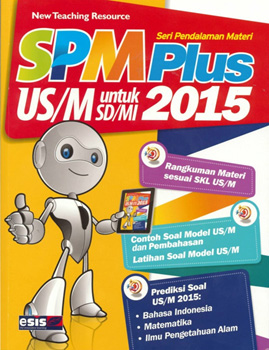 New Teaching Resource
Seri Pendalaman Materi
SPM Plus
US/M untuk SD/MI 2015
Rangkuman Materi
sesuai SKL US/M
Contoh Soal Model US/M
dan Pembahasan
Latihan Soal Model US/M
Prediksi Soal
US/M 2015:
• Bahasa Indonesia
• Matematika
• Ilmu Pengetahuan Alam
esis